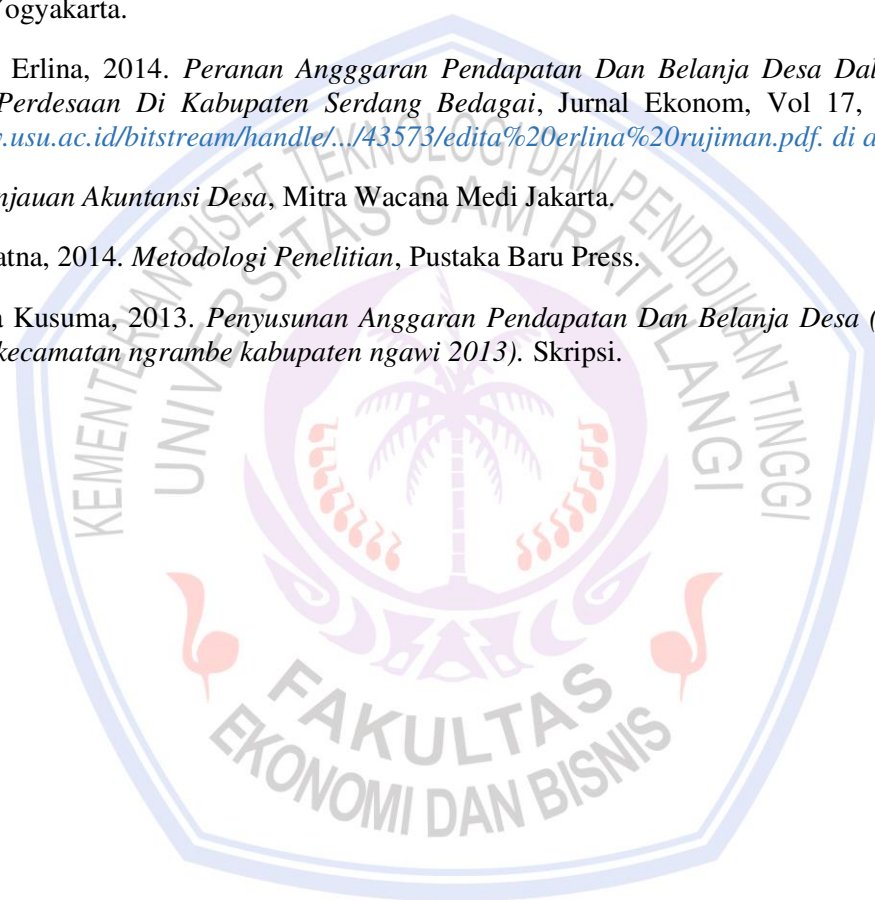 Yogyakarta.
Erlina, 2014. Peranan Angggaran Pendapatan Dan Belanja Desa Dal
Perdesaan Di Kabupaten Serdang Bedagai, Jurnal Ekonom, Vol 17,
.usu.ac.id/bitstream/handle/.../43573/edita%20erlina%20rujiman.pdf. di a
njauan Akuntansi Desa, Mitra Wacana Medi Jakarta.
atna, 2014. Metodologi Penelitian, Pustaka Baru Press.
a Kusuma, 2013. Penyusunan Anggaran Pendapatan Dan Belanja Desa (
kecamatan ngrambe kabupaten ngawi 2013). Skripsi.
KEMENTERIAN RISET TEKNOLOGI DAN PENDIDIKAN TINGGI
UNIVERSITAS SAM RATULANGI
FAKULTAS
EKONOMI DAN BISNIS